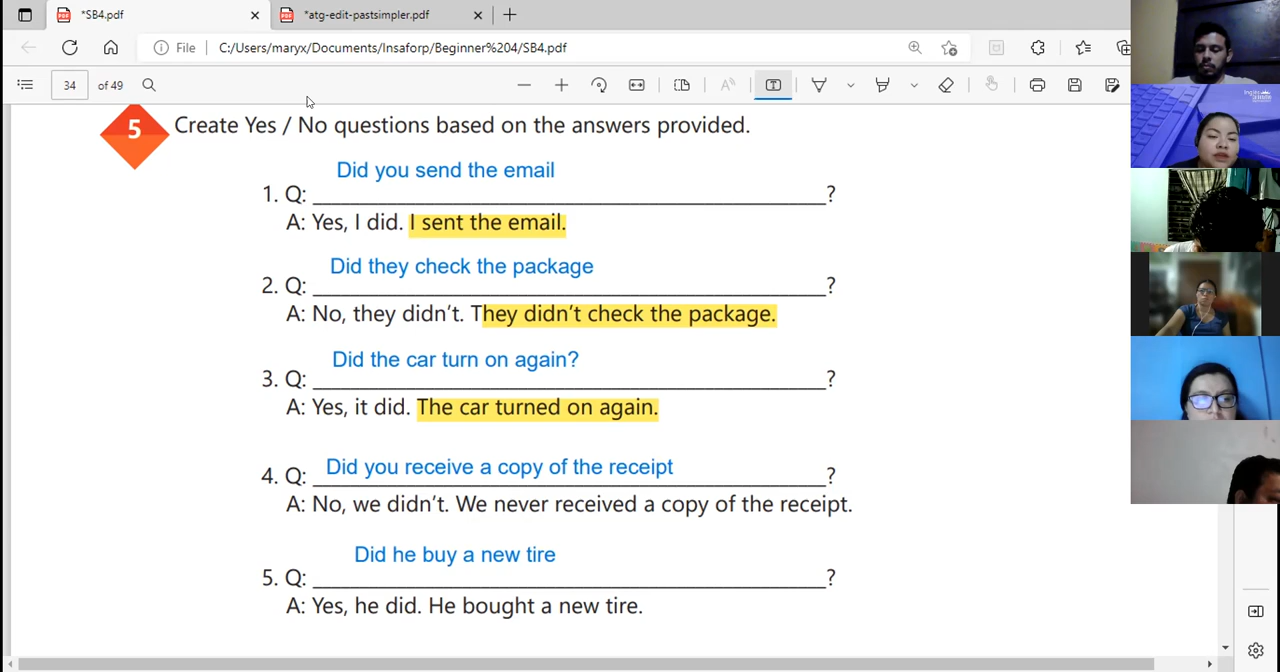 *SB4.pdf
*atg-edit-pastsimpler.pdf
File
C:/Users/maryx/Documents/Insaforp/Beginner%204/SB4.pdf
34 of 49
5 Create Yes / No questions based on the answers provided.
Did you send the email
1. Q: ______________________________?
A: Yes, I did. I sent the email.
Did they check the package
2. Q: ______________________________?
A: No, they didn't. They didn't check the package.
Did the car turn on again?
3. Q: ______________________________?
A: Yes, it did. The car turned on again.
Did you receive a copy of the receipt
4. Q: ______________________________?
A: No, we didn't. We never received a copy of the receipt.
Did he buy a new tire
5. Q: ______________________________?
A: Yes, he did. He bought a new tire.